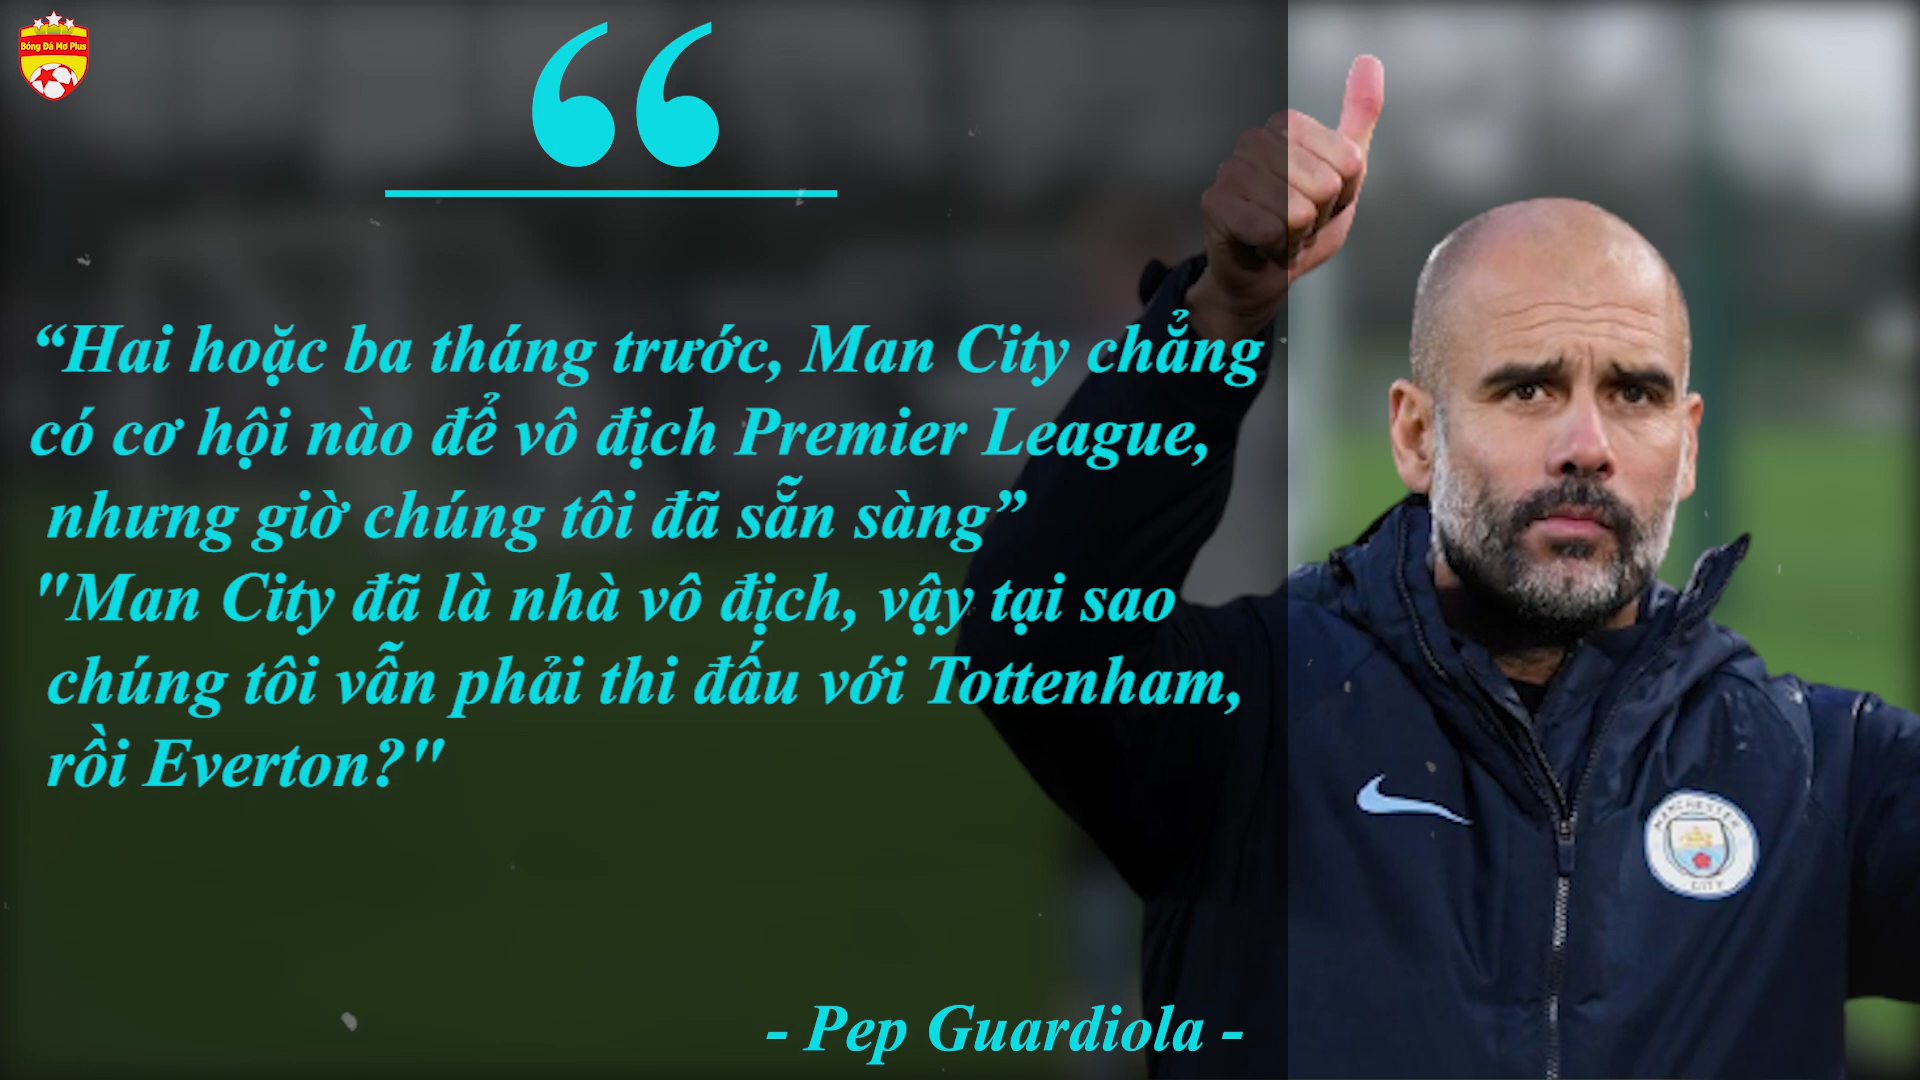 Bóng Đá Mơ Plus
“Hai hoặc ba tháng trước, Man City chẳng
có cơ hội nào để vô địch Premier League,
nhưng giờ chúng tôi đã sẵn sàng”
"Man City đã là nhà vô địch, vậy tại sao
chúng tôi vẫn phải thi đấu với Tottenham,
rồi Everton?"
- Pep Guardiola -
MANCHESTER
CITY